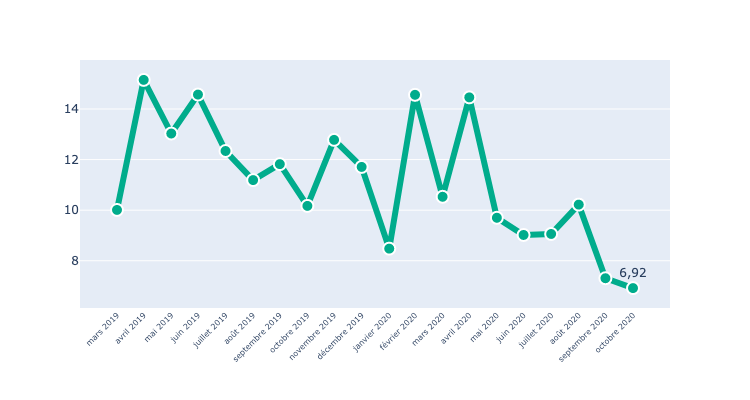 14
12
10
8
6,92
mars 2019
avril 2019
mai 2019
juin 2019
juillet 2019
août 2019
septembre 2019
octobre 2019
novembre 2019
décembre 2019
janvier 2020
février 2020
mars 2020
avril 2020
mai 2020
juin 2020
juillet 2020
août 2020
septembre 2020
octobre 2020